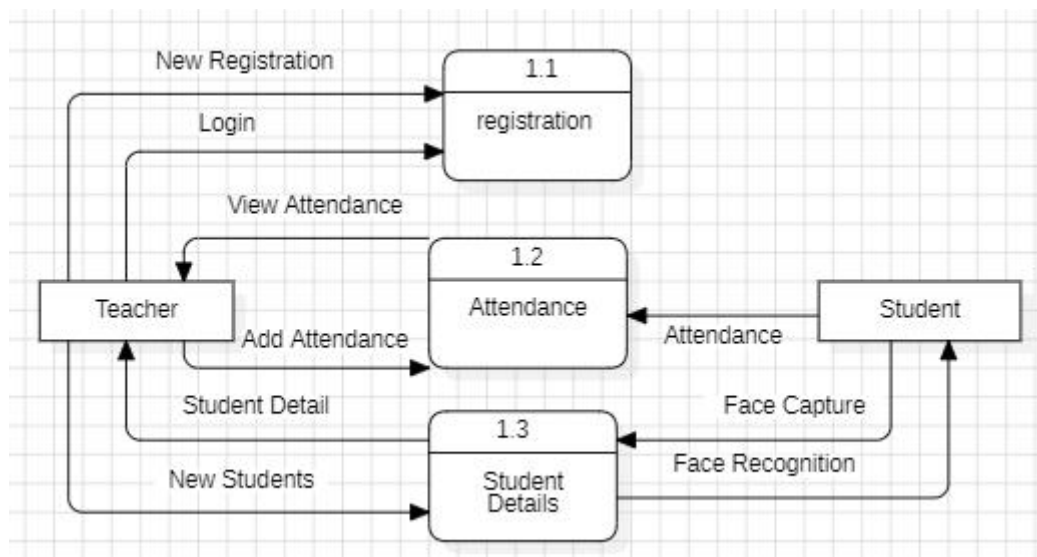 New Registration
1.1
registration
Login
View Attendance
1.2
Attendance
Teacher
Student
Add Attendance
Attendance
Student Detail
Face Capture
1.3
Student
Details
New Students
Face Recognition